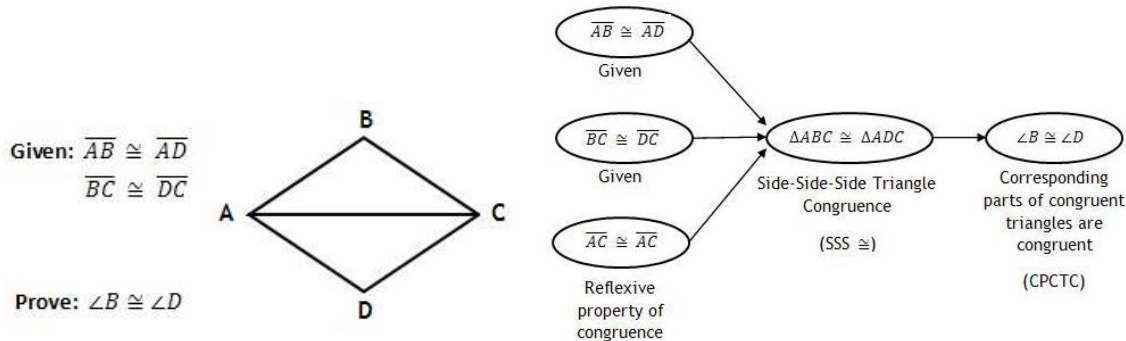 Given: AB ≅ AD
BC ≅ DC
Prove: ∠B ≅ ∠D
B
A
C
D
AB ≅ AD
Given
BC ≅ DC
Given
AC ≅ AC
Reflexive
property of
congruence
ΔABC ≅ ΔADC
Side-Side-Side Triangle
Congruence
(SSS ≅)
∠B ≅ ∠D
Corresponding
parts of congruent
triangles are
congruent
(CPCTC)